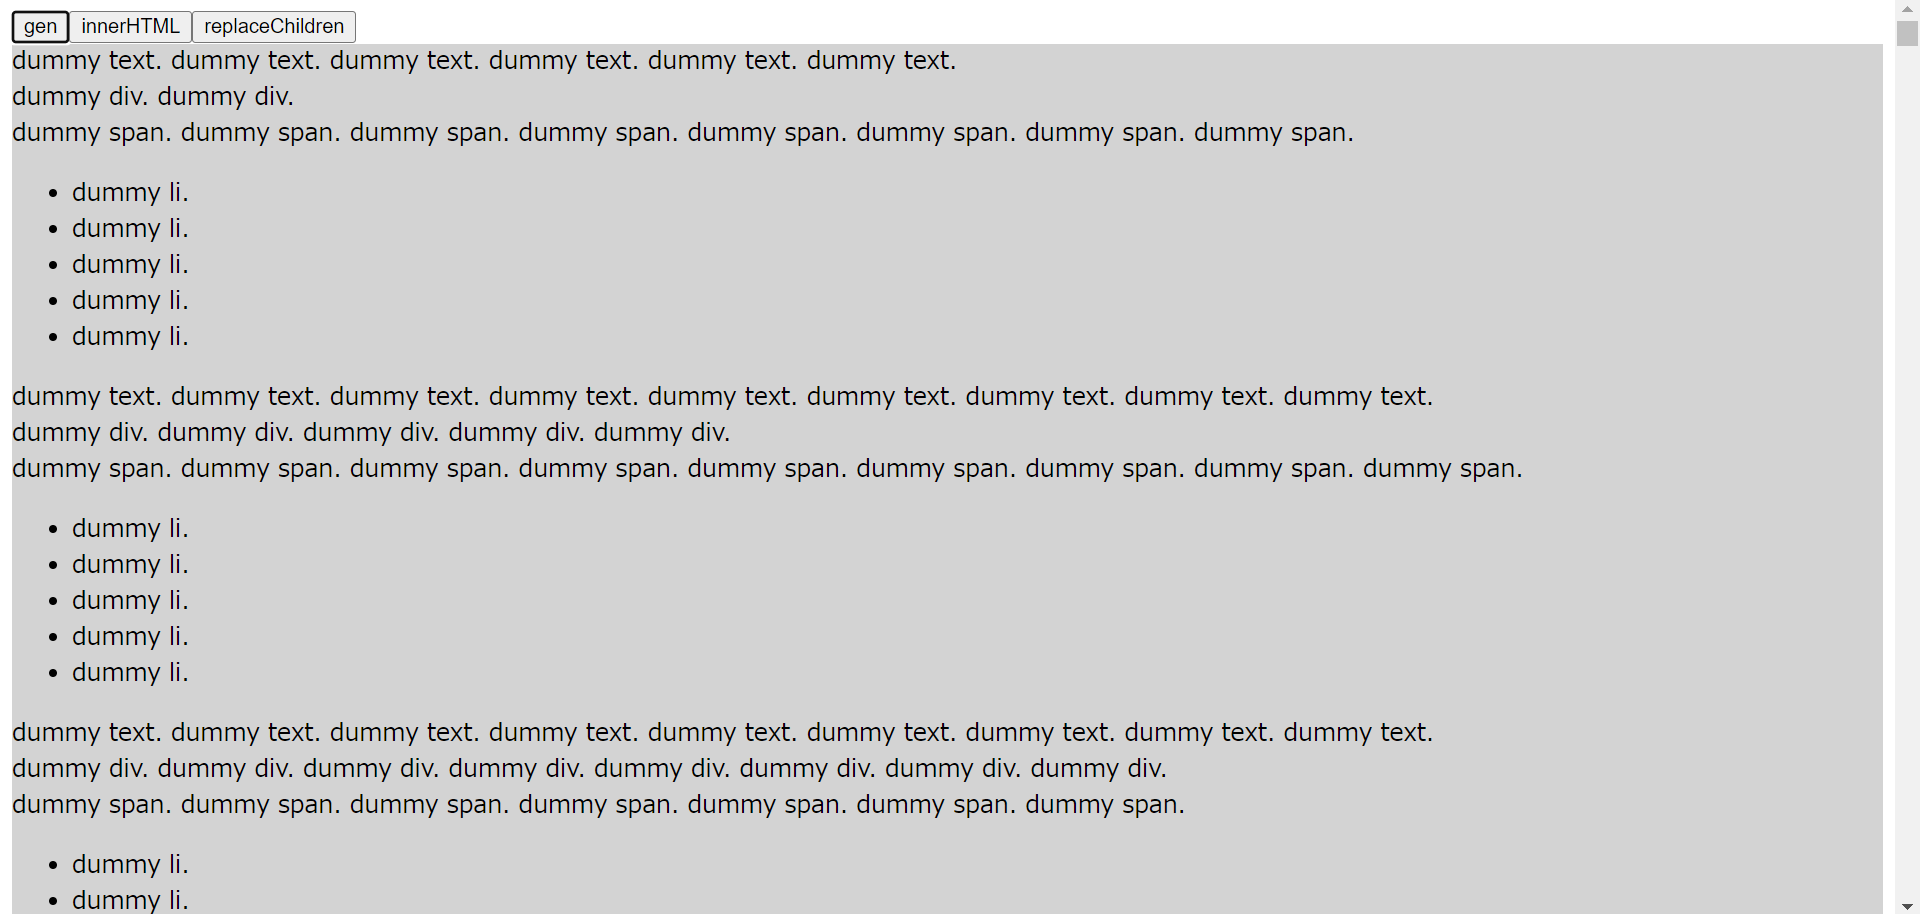 gen innerHTML replaceChildren
dummy text. dummy text. dummy text. dummy text. dummy text. dummy text.
dummy div. dummy div.
dummy span. dummy span. dummy span. dummy span. dummy span. dummy span. dummy span. dummy span.
• dummy li.
• dummy li.
• dummy li.
• dummy li.
• dummy li.
dummy text. dummy text. dummy text. dummy text. dummy text. dummy text. dummy text. dummy text. dummy text.
dummy div. dummy div. dummy div. dummy div. dummy div.
dummy span. dummy span. dummy span. dummy span. dummy span. dummy span. dummy span. dummy span. dummy span.
• dummy li.
• dummy li.
• dummy li.
• dummy li.
• dummy li.
dummy text. dummy text. dummy text. dummy text. dummy text. dummy text. dummy text. dummy text. dummy text.
dummy div. dummy div. dummy div. dummy div. dummy div. dummy div. dummy div. dummy div.
dummy span. dummy span. dummy span. dummy span. dummy span. dummy span. dummy span.
• dummy li.
• dummy li.